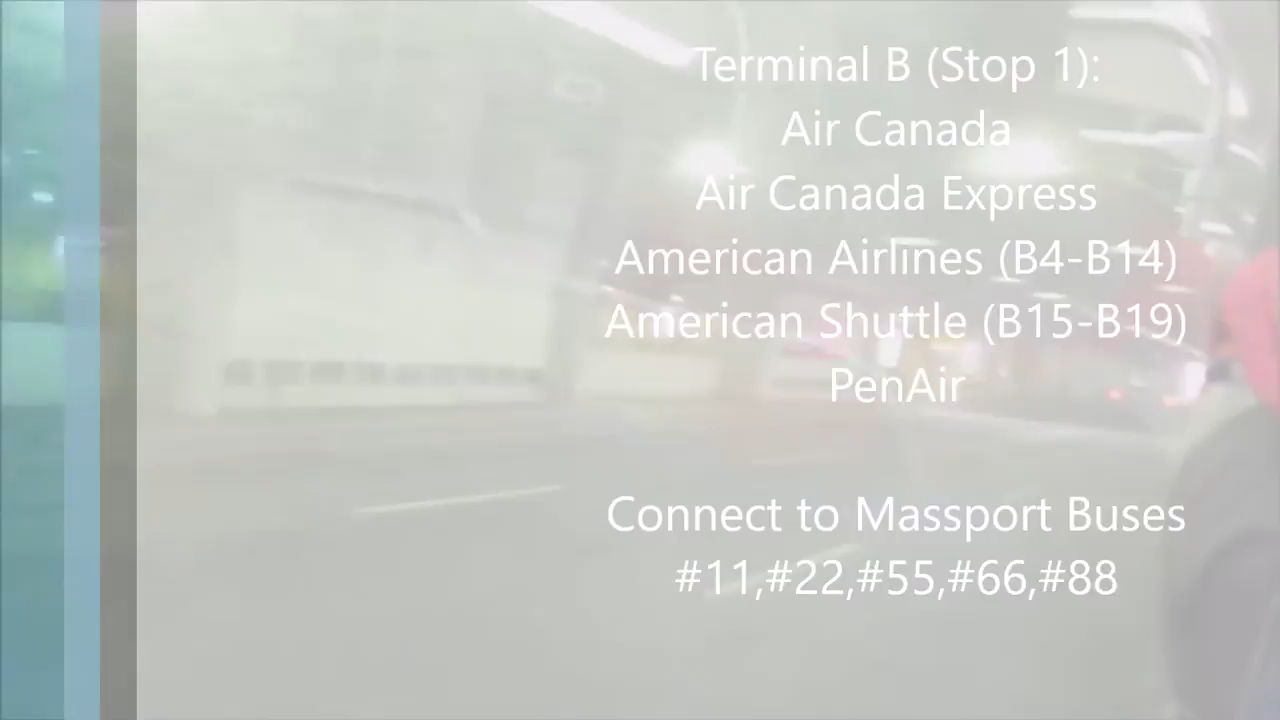 Terminal B (Stop 1):
Air Canada
Air Canada Express
American Airlines (B4-B14)
American Shuttle (B15-B19)
PenAir
Connect to Massport Buses
#11,#22,#55,#66,#88